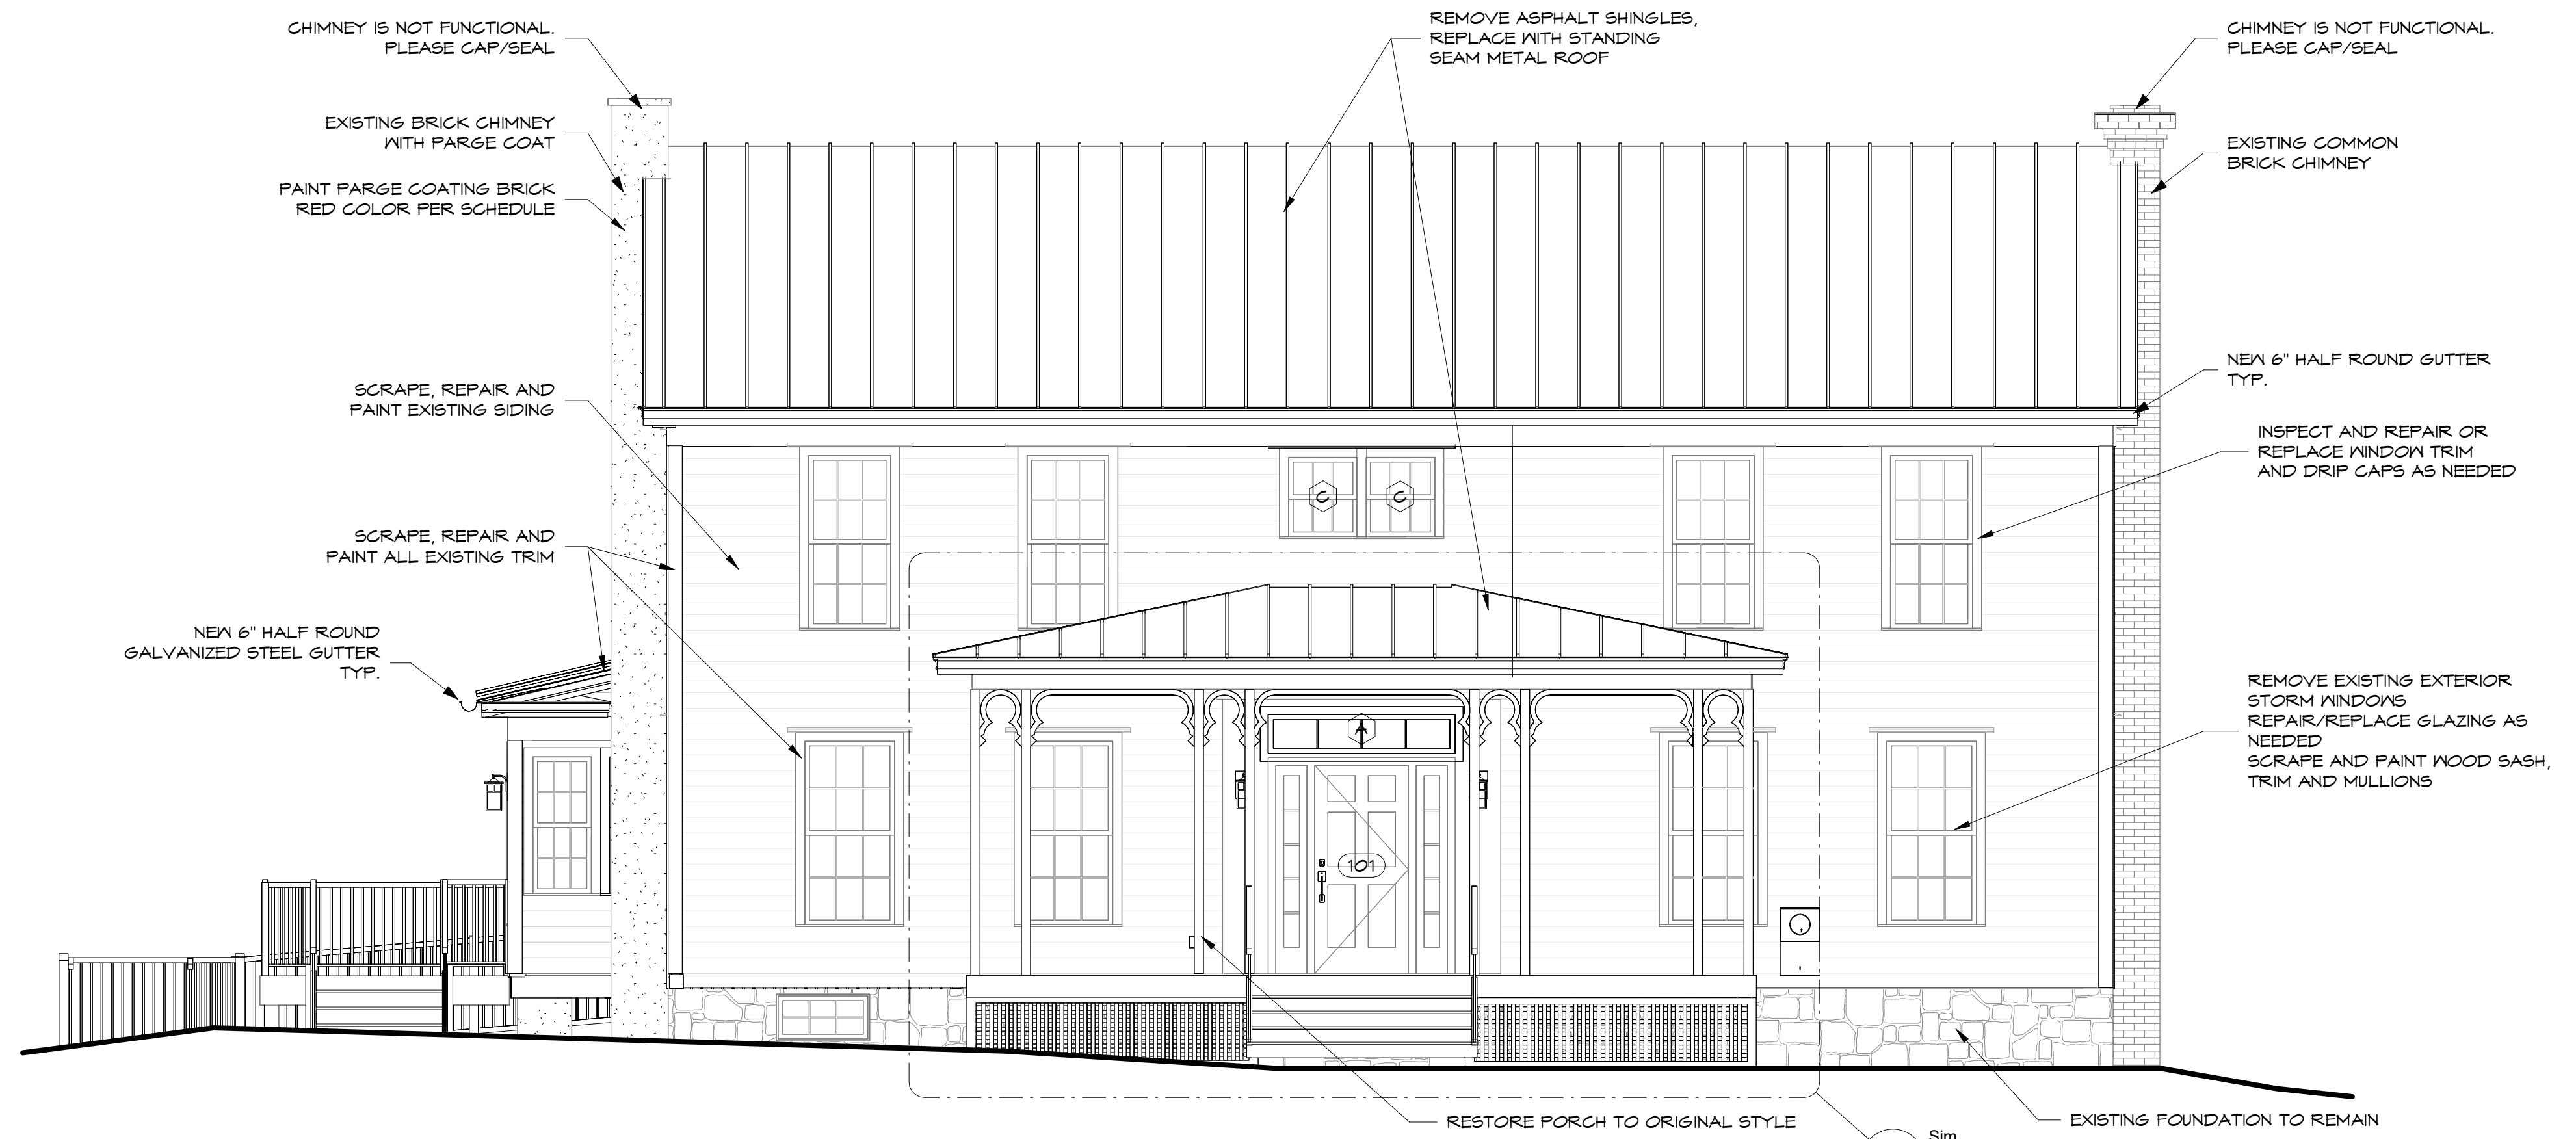 CHIMNEY IS NOT FUNCTIONAL.
PLEASE CAP/SEAL
EXISTING BRICK CHIMNEY
WITH PARGE COAT
PAINT PARGE COATING BRICK
RED COLOR PER SCHEDULE
SCRAPE, REPAIR AND
PAINT EXISTING SIDING
SCRAPE, REPAIR AND
PAINT ALL EXISTING TRIM
NEW 6" HALF ROUND
GALVANIZED STEEL GUTTER
TYP.
REMOVE ASPHALT SHINGLES,
REPLACE WITH STANDING
SEAM METAL ROOF
C
C
A
101
RESTORE PORCH TO ORIGINAL STYLE
CHIMNEY IS NOT FUNCTIONAL.
PLEASE CAP/SEAL
EXISTING COMMON
BRICK CHIMNEY
NEW 6" HALF ROUND GUTTER
TYP.
INSPECT AND REPAIR OR
REPLACE WINDOW TRIM
AND DRIP CAPS AS NEEDED
REMOVE EXISTING EXTERIOR
STORM WINDOWS
REPAIR/REPLACE GLAZING AS
NEEDED
SCRAPE AND PAINT WOOD SASH,
TRIM AND MULLIONS
EXISTING FOUNDATION TO REMAIN
Sim